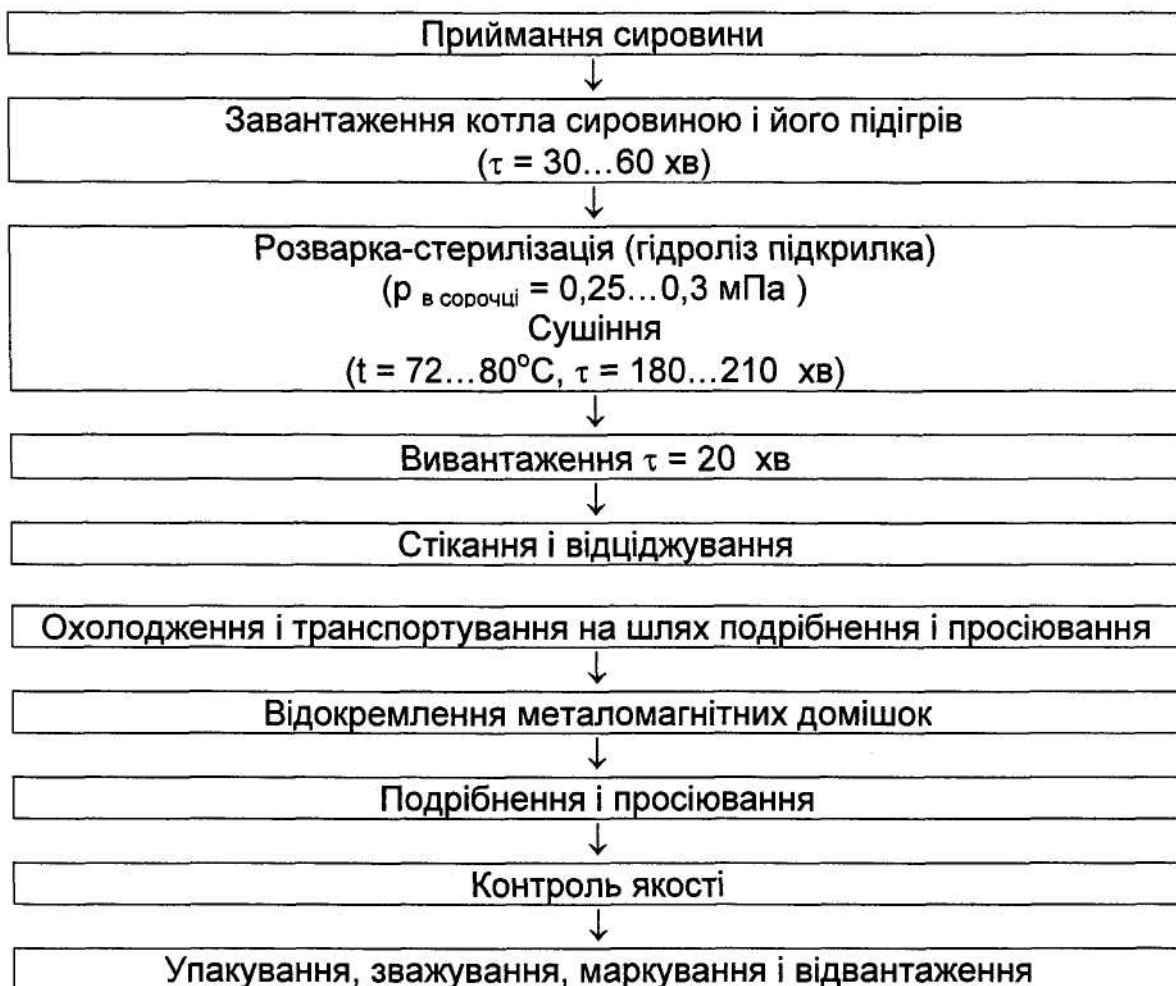 Приймання сировини
↓
Завантаження котла сировиною і його підігрів
(τ = 30...60 хв)
↓
Розварка-стерилізація (гідроліз підкрилка)
(р в сорочці = 0,25...0,3 мПа )
Сушіння
(t = 72...80°C, τ = 180...210 хв)
↓
Вивантаження τ = 20 хв
↓
Стікання і відціджування
Охолодження і транспортування на шлях подрібнення і просіювання
↓
Відокремлення металомагнітних домішок
↓
Подрібнення і просіювання
↓
Контроль якості
↓
Упакування, зважування, маркування і відвантаження